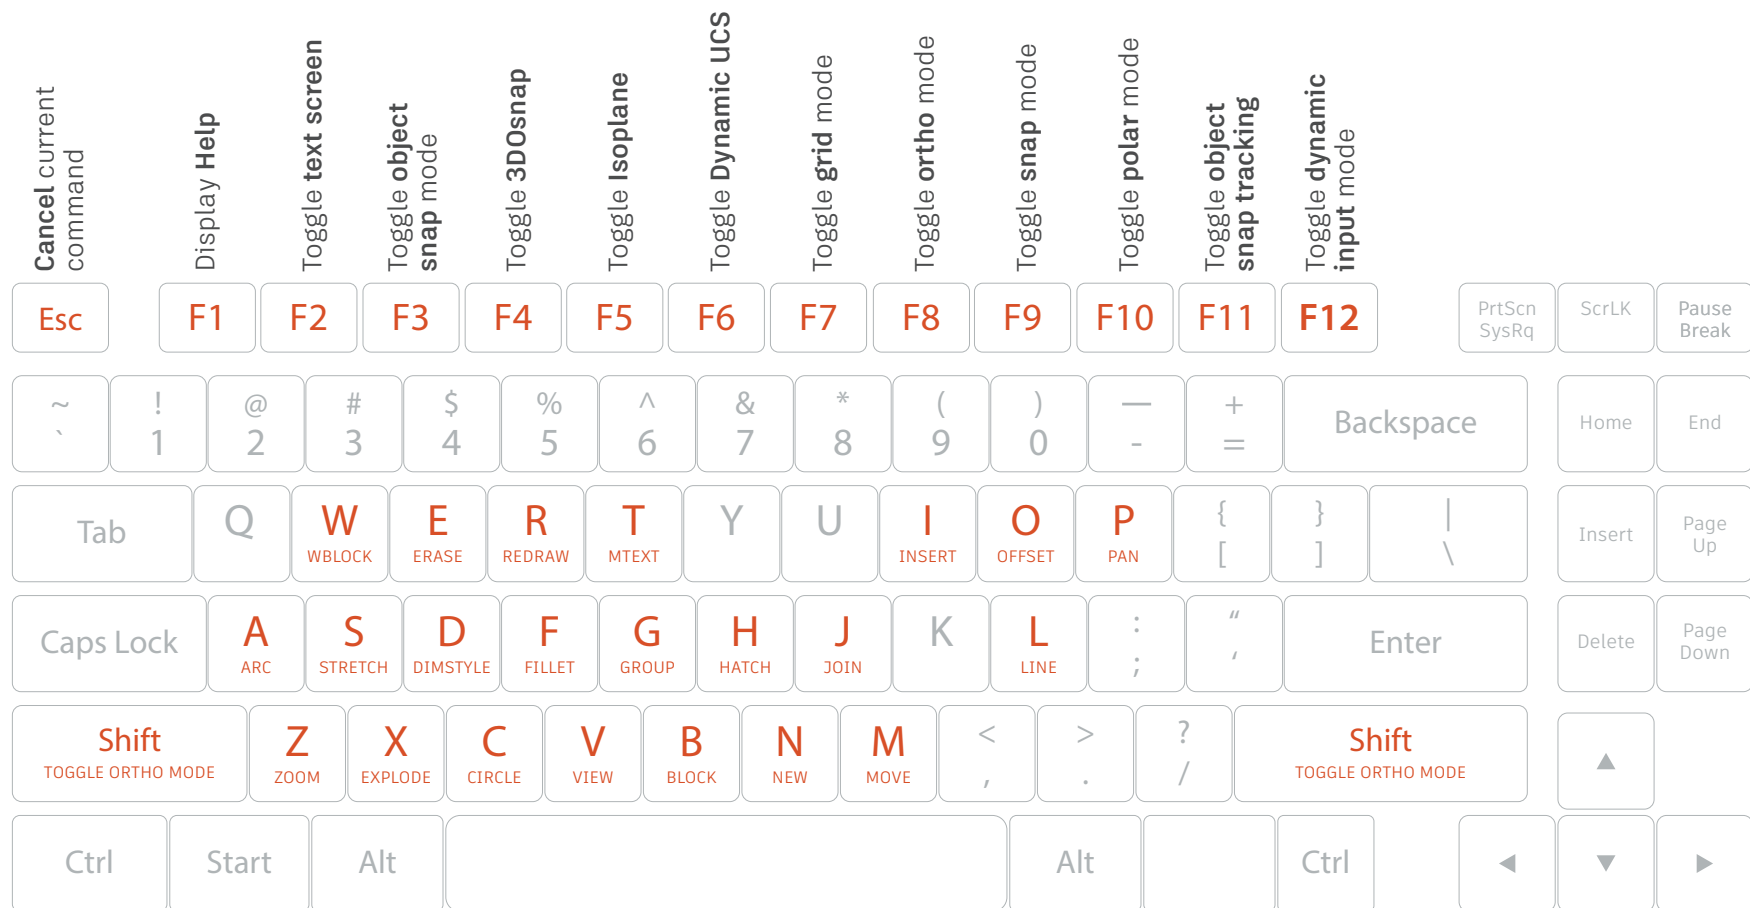 Cancel current
command
Display Help
Toggle text screen
Toggle object
snap mode
Toggle 3DOsnap
Toggle Isoplane
Toggle Dynamic UCS
Toggle grid mode
Toggle ortho mode
Toggle snap mode
Toggle polar mode
Toggle object
snap tracking
Toggle dynamic
input mode
Esc F1 F2 F3 F4 F5 F6 F7 F8 F9 F10 F11 F12
PrtScn
SysRq
ScrLK
Pause
Break
~ ! @ # $ % ^ & * ( ) — +
` 1 2 3 4 5 6 7 8 9 0 - =
Backspace
Home
End
Tab
Q W E R T Y U I O P { } |
WBLOCK ERASE REDRAW MTEXT INSERT OFFSET PAN [ ] \
Insert
Page
Up
Caps Lock
A S D F G H J K L : “
ARC STRETCH DIMSTYLE FILLET GROUP HATCH JOIN LINE ; ‘
Enter
Delete
Page
Down
Shift Z X C V B N M < > ? Shift
TOGGLE ORTHO MODE ZOOM EXPLODE CIRCLE VIEW BLOCK NEW MOVE , . / TOGGLE ORTHO MODE
▲
Ctrl Start Alt Alt Ctrl ◀ ▼ ▶